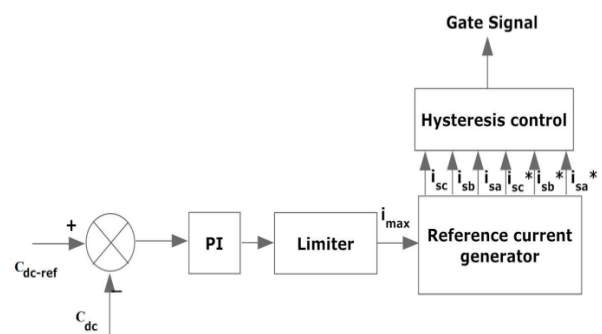 Gate Signal
Hysteresis control
isc isb isa isc* isb* isa*
+
PI
Limiter
imax
Reference current
generator
Cdc-ref
−
Cdc